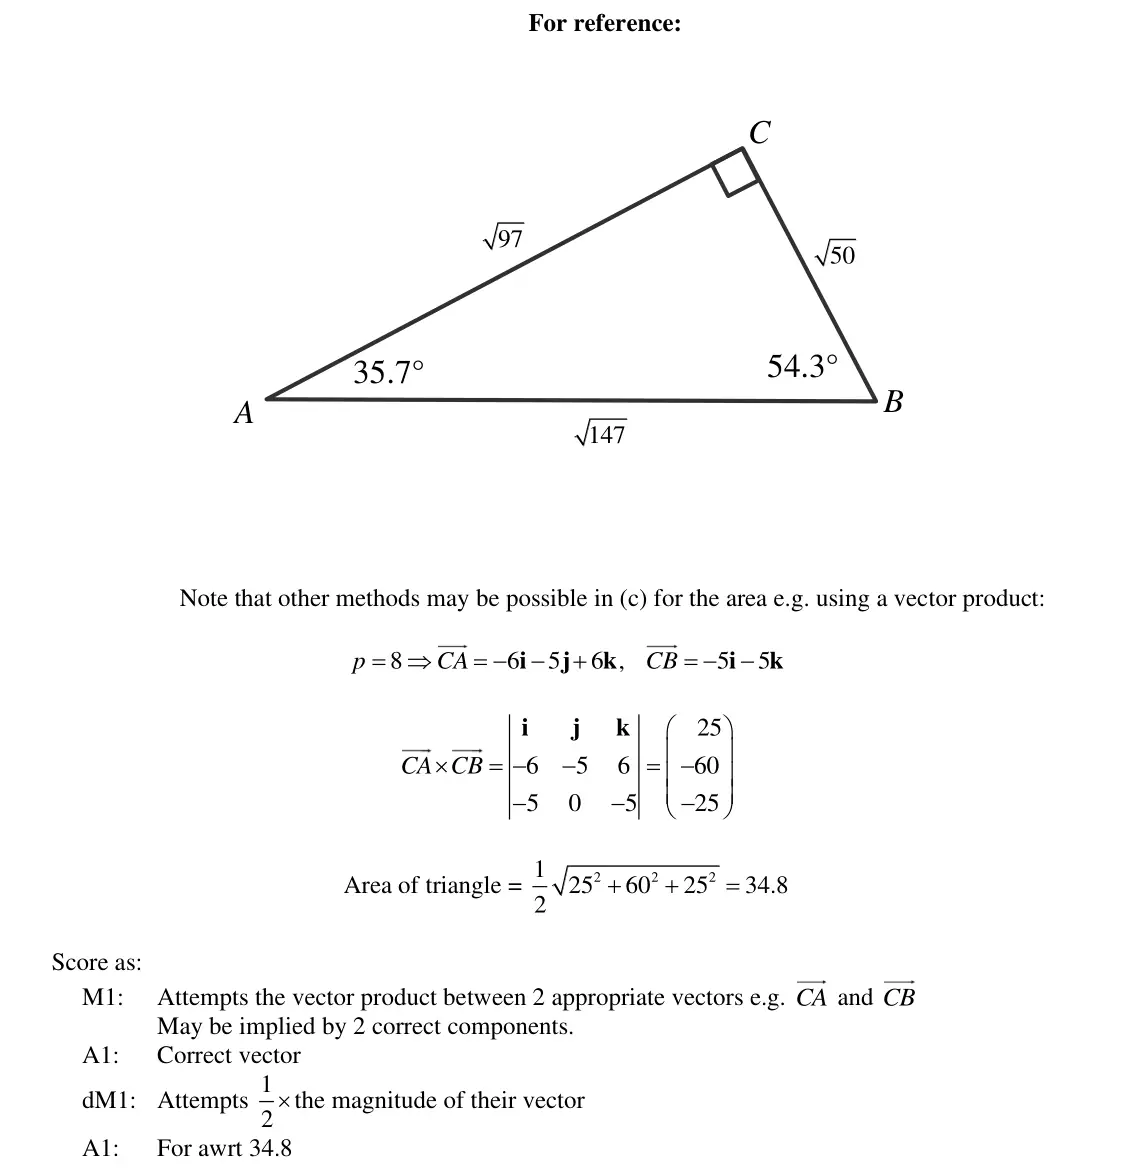 For reference:
C
√97
√50
35.7°
54.3°
A
B
√147
Note that other methods may be possible in (c) for the area e.g. using a vector product:
p = 8 ⇒ CA→ = −6i − 5j + 6k, CB→ = −5i − 5k
i j k
CA→ × CB→ = | −6 −5 6 | = ( 25 −60 −25 )
−5 0 −5
Area of triangle = 1/2 √(25² + 60² + 25²) = 34.8
Score as:
M1: Attempts the vector product between 2 appropriate vectors e.g. CA→ and CB→
May be implied by 2 correct components.
A1: Correct vector
dM1: Attempts 1/2 × the magnitude of their vector
A1: For awrt 34.8